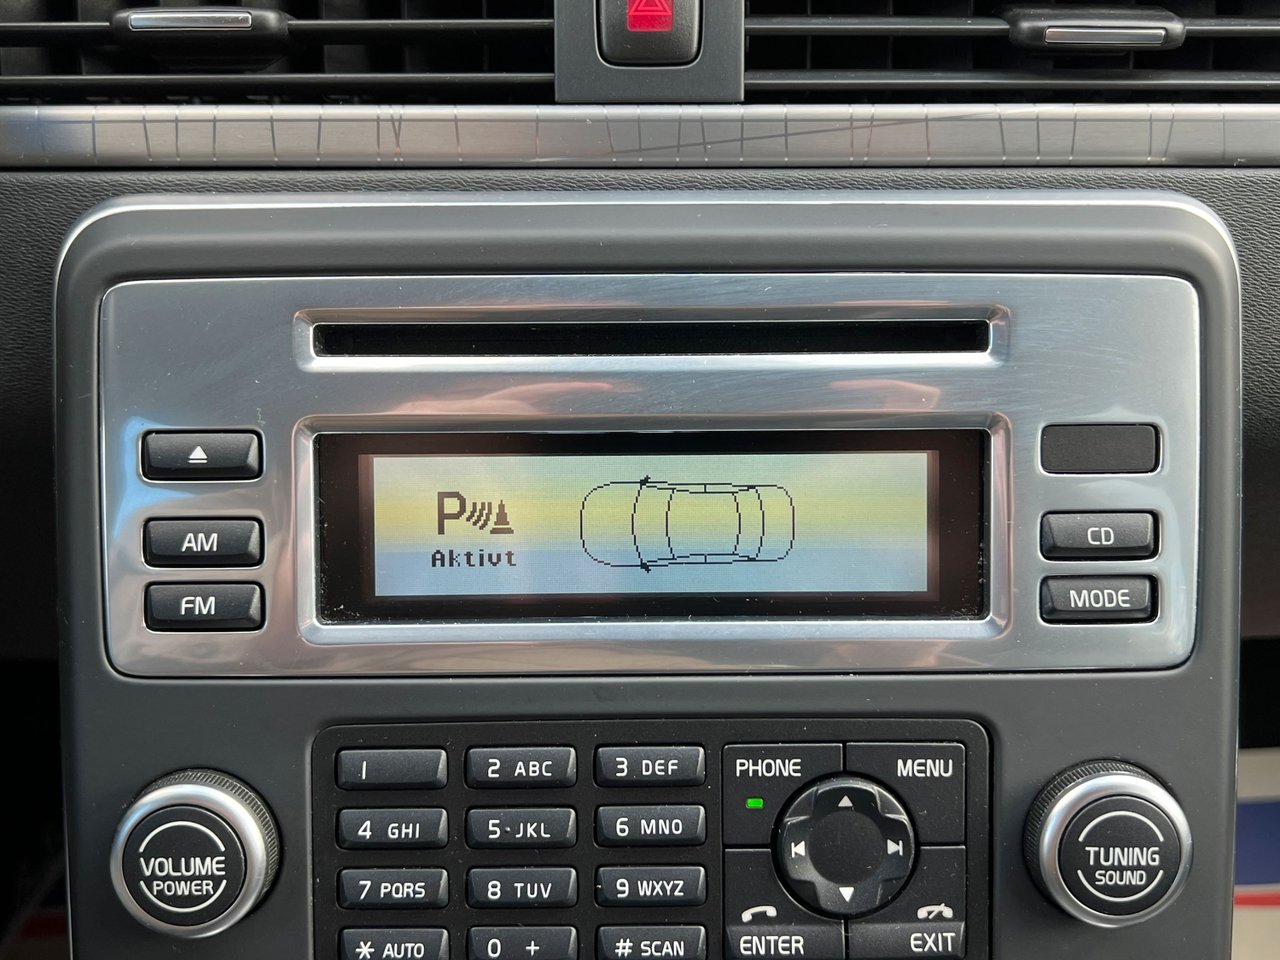 P
Aktivt
AM
FM
CD
MODE
1
2 ABC
3 DEF
4 GHI
5 JKL
6 MNO
7 PQRS
8 TUV
9 WXYZ
* AUTO
0 +
# SCAN
PHONE
MENU
ENTER
EXIT
VOLUME
POWER
TUNING
SOUND